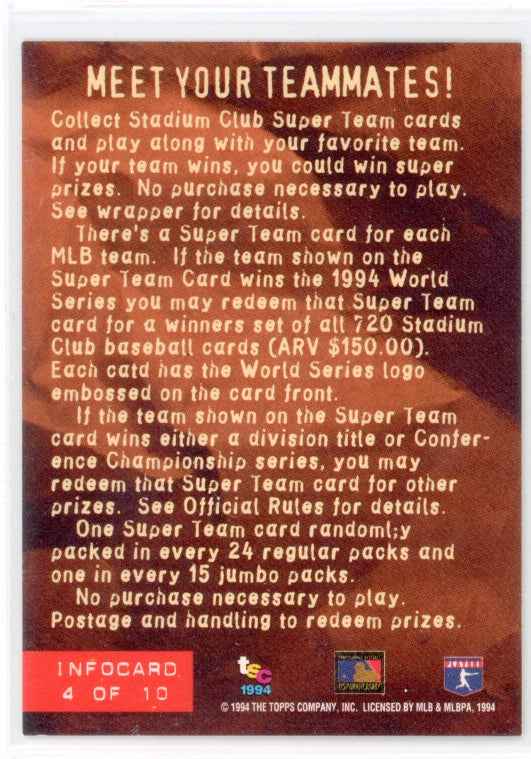 MEET YOUR TEAMMATES!
Collect Stadium Club Super Team cards
and play along with your favorite team.
If your team wins, you could win super
prizes. No purchase necessary to play.
See wrapper for details.
There's a Super Team card for each
MLB team. If the team shown on the
Super Team Card wins the 1994 World
Series you may redeem that Super Team
card for a winners set of all 720 Stadium
Club baseball cards (ARV $150.00).
Each catd has the World Series logo
embossed on the card front.
If the team shown on the Super Team
card wins either a division title or Confer-
ence Championship series, you may
redeem that Super Team card for other
prizes. See Official Rules for details.
One Super Team card randoml;y
packed in every 24 regular packs and
one in every 15 jumbo packs.
No purchase necessary to play.
Postage and handling to redeem prizes.
INFOCARD
4 OF 10
tsc
1994
© 1994 THE TOPPS COMPANY, INC. LICENSED BY MLB & MLBPA, 1994